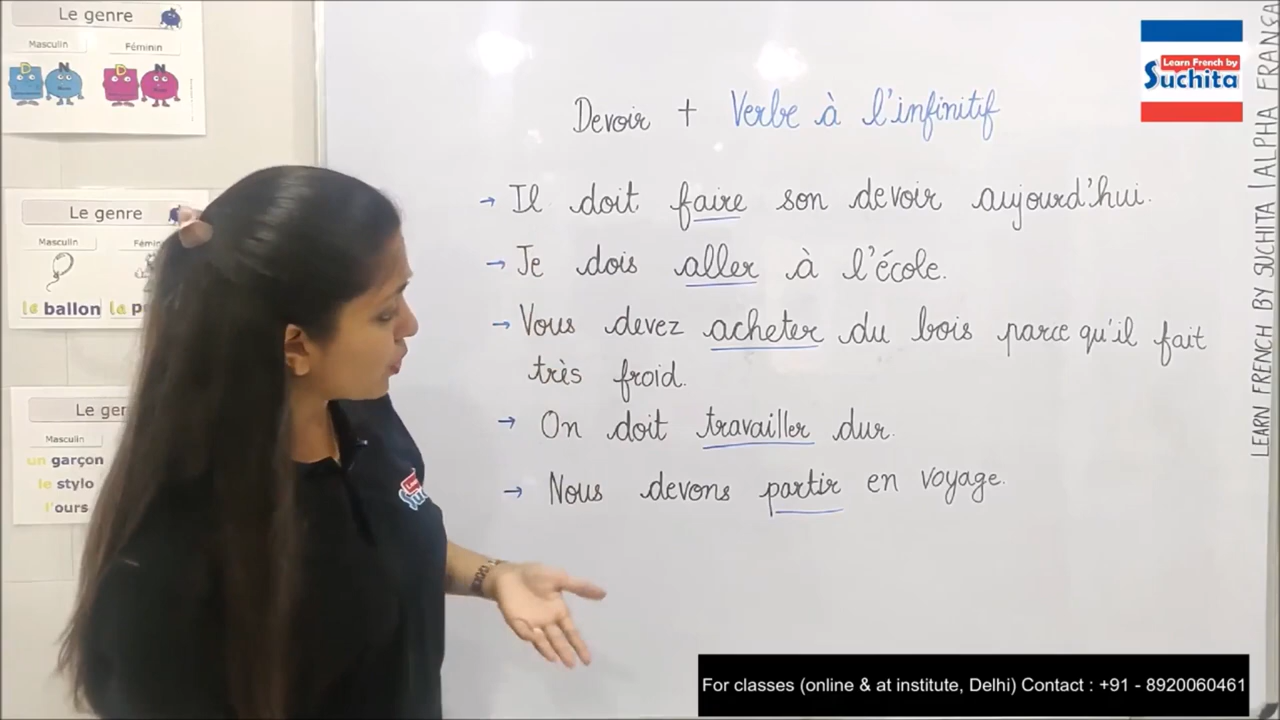 Le genre
Masculin Féminin
D N D N
Le genre
Masculin
le ballon la
Le
Masculin
un garçon
le stylo
l'ours
Devoir + Verbe à l'infinitif
→ Il doit faire son devoir aujourd'hui.
→ Je dois aller à l'école.
→ Vous devez acheter du bois parce qu'il fait
très froid.
→ On doit travailler dur.
→ Nous devons partir en voyage.
Learn French by
Suchita
LEARN FRENCH BY SUCHITA | ALPHA FRANÇA
For classes (online & at institute, Delhi) Contact : +91 - 8920060461